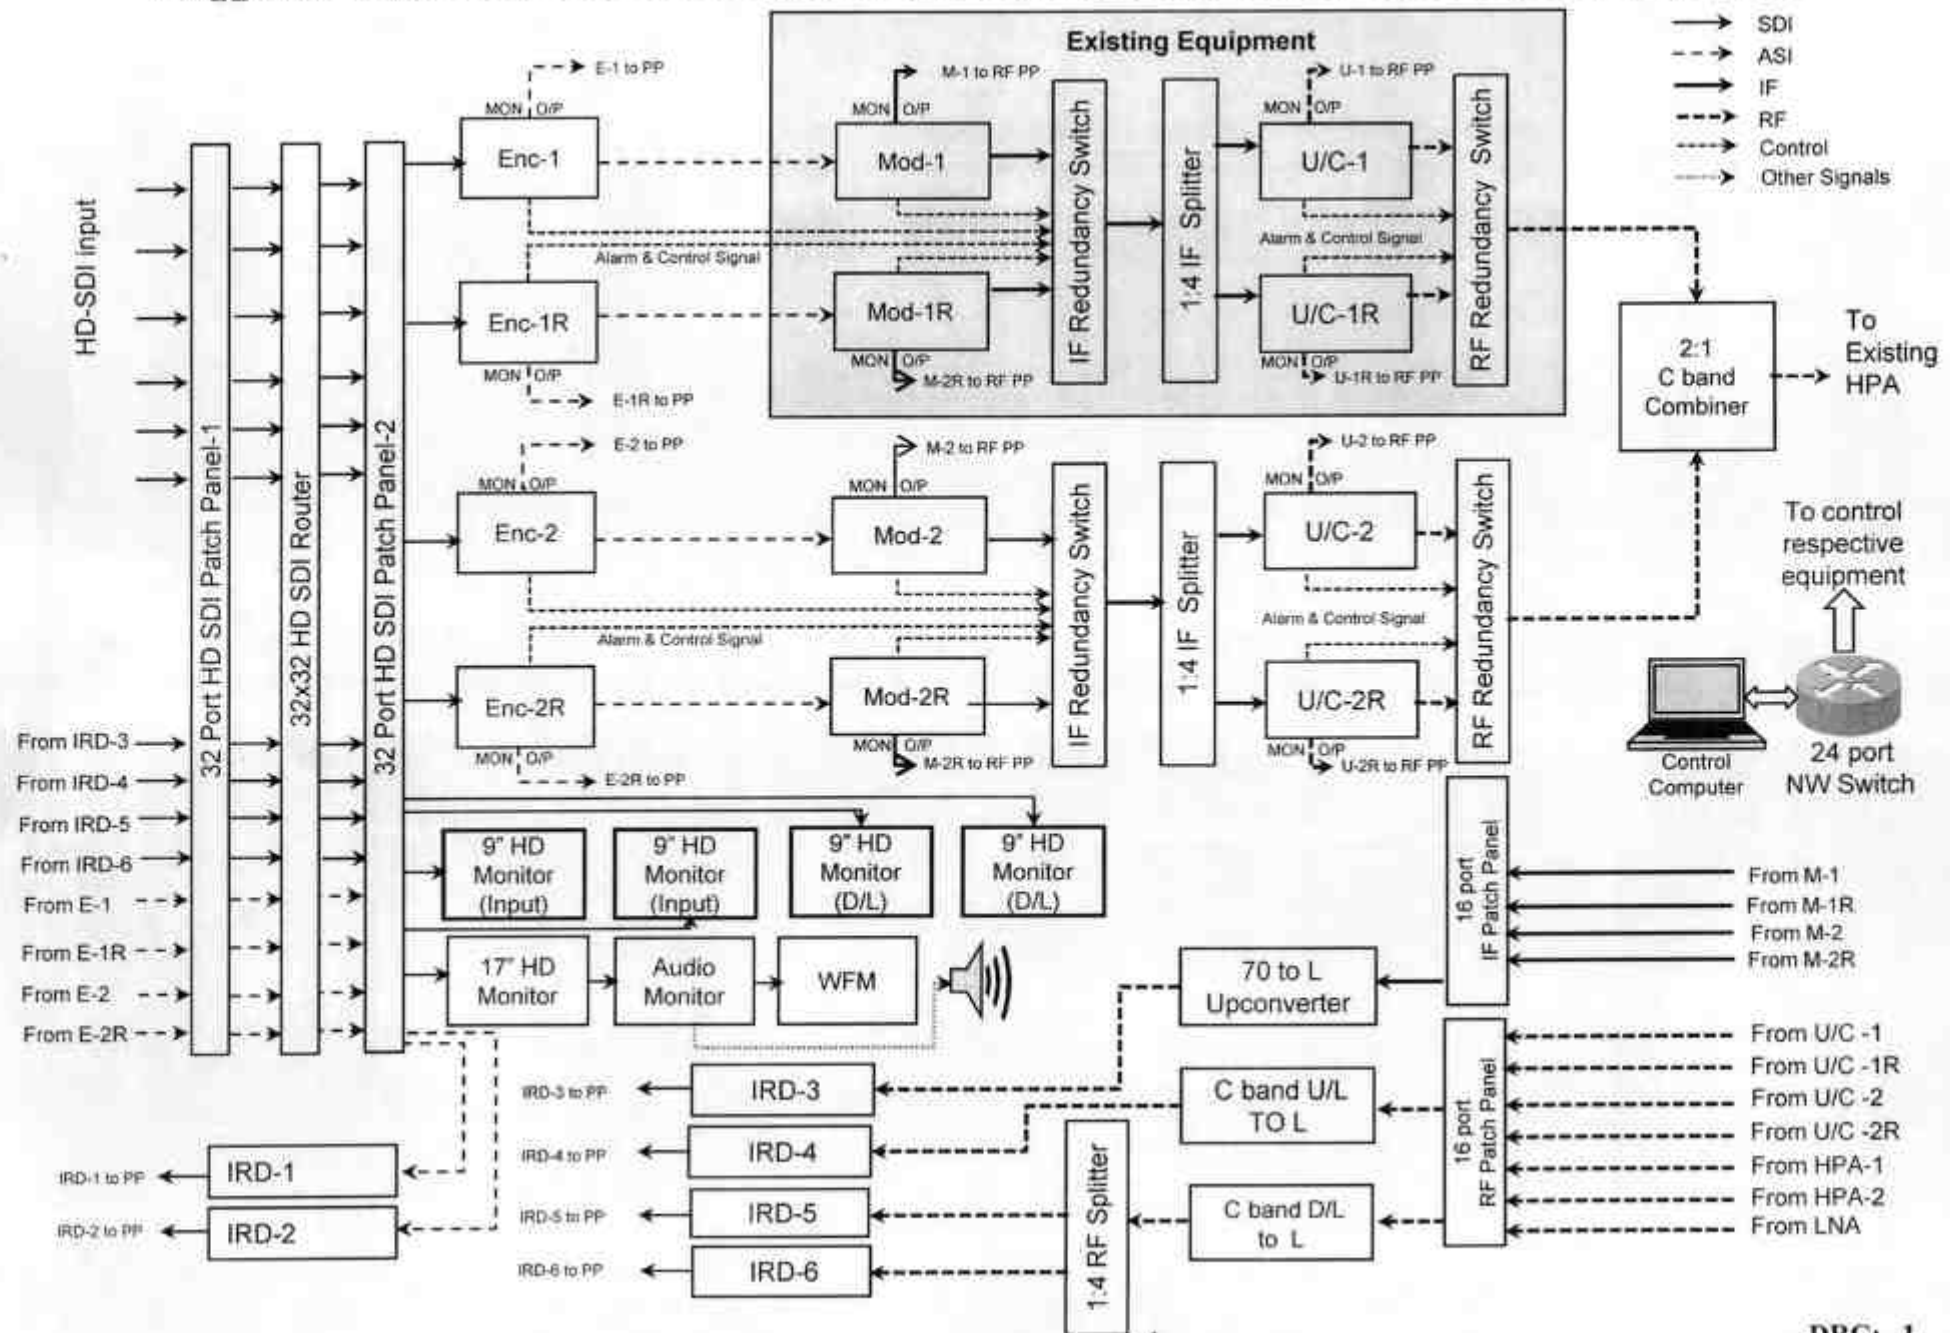 Existing Equipment
SDI
ASI
IF
RF
Control
Other Signals
HD-SDI input
32 Port HD SDI Patch Panel-1
32x32 HD SDI Router
32 Port HD SDI Patch Panel-2
E-1 to PP
MON O/P
Enc-1
Alarm & Control Signal
Enc-1R
MON O/P
E-1R to PP
M-1 to RF PP
MON O/P
Mod-1
Mod-1R
MON O/P
M-2R to RF PP
IF Redundancy Switch
1:4 IF Splitter
U-1 to RF PP
MON O/P
U/C-1
Alarm & Control Signal
U/C-1R
MON O/P
U-1R to RF PP
RF Redundancy Switch
2:1
C band
Combiner
To
Existing
HPA
E-2 to PP
MON O/P
Enc-2
Alarm & Control Signal
Enc-2R
MON O/P
E-2R to PP
M-2 to RF PP
MON O/P
Mod-2
Mod-2R
MON O/P
M-2R to RF PP
IF Redundancy Switch
1:4 IF Splitter
U-2 to RF PP
MON O/P
U/C-2
Alarm & Control Signal
U/C-2R
MON O/P
U-2R to RF PP
RF Redundancy Switch
To control
respective
equipment
Control
Computer
24 port
NW Switch
From IRD-3
From IRD-4
From IRD-5
From IRD-6
From E-1
From E-1R
From E-2
From E-2R
9" HD
Monitor
(Input)
9" HD
Monitor
(Input)
9" HD
Monitor
(D/L)
9" HD
Monitor
(D/L)
17" HD
Monitor
Audio
Monitor
WFM
16 port
IF Patch Panel
From M-1
From M-1R
From M-2
From M-2R
70 to L
Upconverter
16 port
RF Patch Panel
From U/C -1
From U/C -1R
From U/C -2
From U/C -2R
From HPA-1
From HPA-2
From LNA
C band U/L
TO L
C band D/L
to L
1:4 RF Splitter
IRD-3 to PP
IRD-3
IRD-4 to PP
IRD-4
IRD-5 to PP
IRD-5
IRD-6 to PP
IRD-6
IRD-1 to PP
IRD-1
IRD-2 to PP
IRD-2